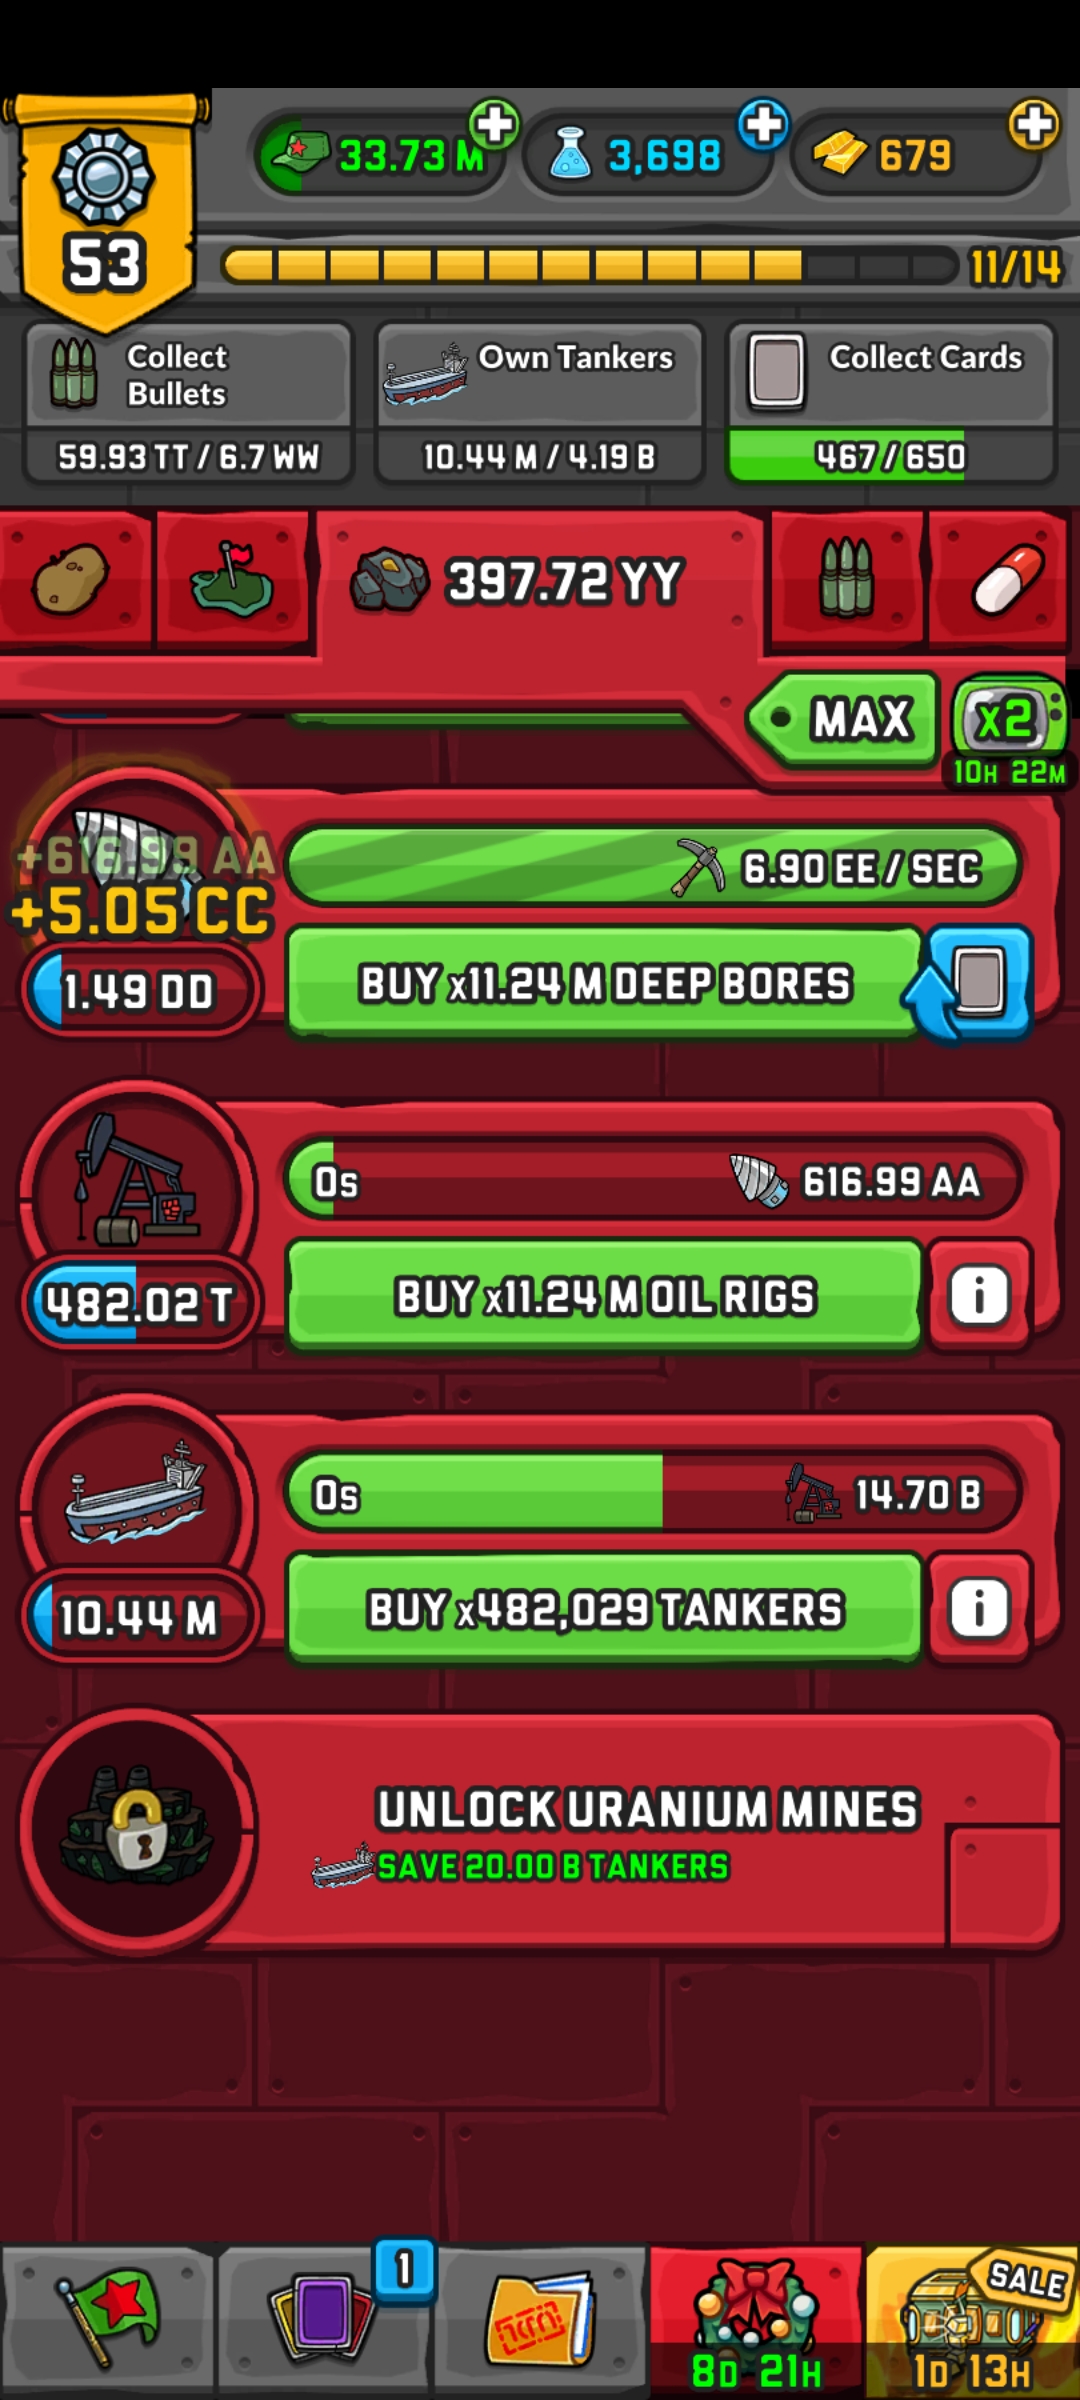 33.73 M
3,698
679
53
11/14
Collect
Bullets
Own Tankers
Collect Cards
59.93 TT / 6.7 WW
10.44 M / 4.19 B
467 / 650
397.72 YY
MAX
x2
10H 22M
+616.99 AA
+5.05 CC
6.90 EE / SEC
1.49 DD
BUY x11.24 M DEEP BORES
0s
616.99 AA
482.02 T
BUY x11.24 M OIL RIGS
i
0s
14.70 B
10.44 M
BUY x482,029 TANKERS
i
UNLOCK URANIUM MINES
SAVE 20.00 B TANKERS
1
SALE
8D 21H
1D 13H